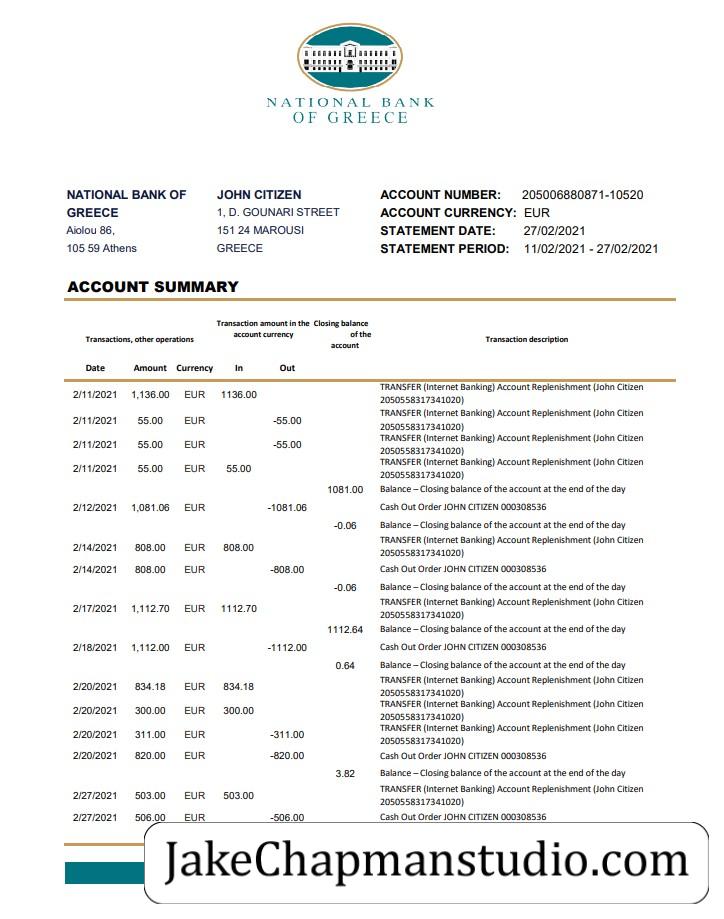 NATIONAL BANK
OF GREECE
NATIONAL BANK OF
GREECE
Aiolou 86,
105 59 Athens
JOHN CITIZEN
1, D. GOUNARI STREET
151 24 MAROUSI
GREECE
ACCOUNT NUMBER: 205006880871-10520
ACCOUNT CURRENCY: EUR
STATEMENT DATE: 27/02/2021
STATEMENT PERIOD: 11/02/2021 - 27/02/2021
ACCOUNT SUMMARY
Transactions, other operations
Transaction amount in the
account currency
Closing balance
of the
account
Transaction description
Date Amount Currency In Out
2/11/2021 1,136.00 EUR 1136.00 TRANSFER (Internet Banking) Account Replenishment (John Citizen
2050558317341020)
2/11/2021 55.00 EUR -55.00 TRANSFER (Internet Banking) Account Replenishment (John Citizen
2050558317341020)
2/11/2021 55.00 EUR -55.00 TRANSFER (Internet Banking) Account Replenishment (John Citizen
2050558317341020)
2/11/2021 55.00 EUR 55.00 TRANSFER (Internet Banking) Account Replenishment (John Citizen
2050558317341020)
1081.00 Balance – Closing balance of the account at the end of the day
2/12/2021 1,081.06 EUR -1081.06 Cash Out Order JOHN CITIZEN 000308536
-0.06 Balance – Closing balance of the account at the end of the day
2/14/2021 808.00 EUR 808.00 TRANSFER (Internet Banking) Account Replenishment (John Citizen
2050558317341020)
2/14/2021 808.00 EUR -808.00 Cash Out Order JOHN CITIZEN 000308536
-0.06 Balance – Closing balance of the account at the end of the day
2/17/2021 1,112.70 EUR 1112.70 TRANSFER (Internet Banking) Account Replenishment (John Citizen
2050558317341020)
1112.64 Balance – Closing balance of the account at the end of the day
2/18/2021 1,112.00 EUR -1112.00 Cash Out Order JOHN CITIZEN 000308536
0.64 Balance – Closing balance of the account at the end of the day
2/20/2021 834.18 EUR 834.18 TRANSFER (Internet Banking) Account Replenishment (John Citizen
2050558317341020)
2/20/2021 300.00 EUR 300.00 TRANSFER (Internet Banking) Account Replenishment (John Citizen
2050558317341020)
2/20/2021 311.00 EUR -311.00 TRANSFER (Internet Banking) Account Replenishment (John Citizen
2050558317341020)
2/20/2021 820.00 EUR -820.00 Cash Out Order JOHN CITIZEN 000308536
3.82 Balance – Closing balance of the account at the end of the day
2/27/2021 503.00 EUR 503.00 TRANSFER (Internet Banking) Account Replenishment (John Citizen
2050558317341020)
2/27/2021 506.00 EUR -506.00 Cash Out Order JOHN CITIZEN 000308536
JakeChapmanstudio.com